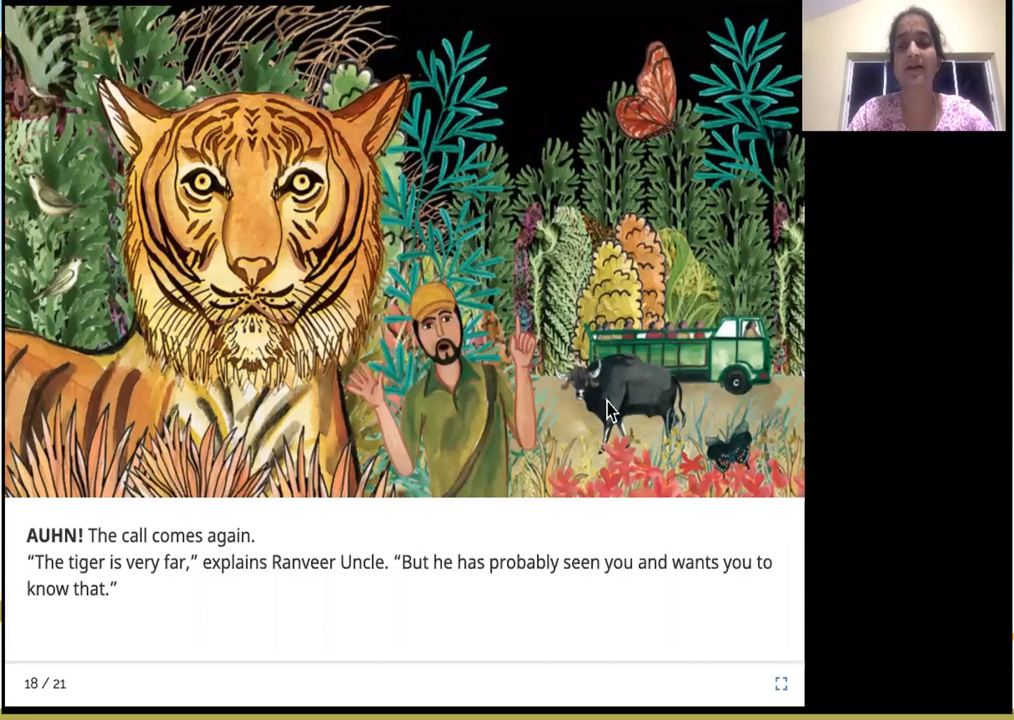 AUHN! The call comes again.
“The tiger is very far,” explains Ranveer Uncle. “But he has probably seen you and wants you to
know that.”
18 / 21